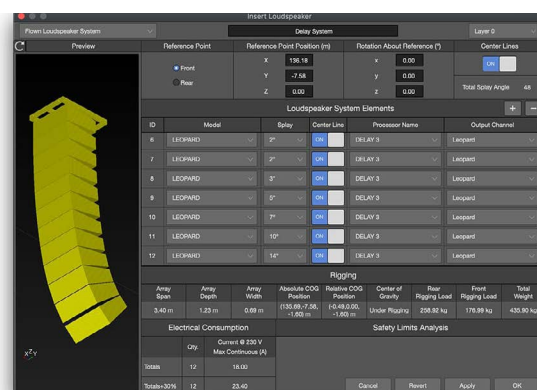 Insert Loudspeaker
Flown Loudspeaker System
Delay System
Layer 0
Preview
Reference Point
Reference Point Position (m)
Rotation About Reference (°)
Center Lines
Front
X 136.18
x 0.00
ON
Rear
Y -7.58
y 0.00
Z 0.00
z 0.00
Total Splay Angle 48
Loudspeaker System Elements
+ −
ID Model Splay Center Line Processor Name Output Channel
6 LEOPARD 2° ON DELAY 3 Leopard
7 LEOPARD 2° ON DELAY 3 Leopard
8 LEOPARD 3° ON DELAY 3 Leopard
9 LEOPARD 5° ON DELAY 3 Leopard
10 LEOPARD 7° ON DELAY 3 Leopard
11 LEOPARD 10° ON DELAY 3 Leopard
12 LEOPARD 14° ON DELAY 3 Leopard
Rigging
Array Span Array Depth Array Width Absolute COG Position Relative COG Position Center of Gravity Rear Rigging Load Front Rigging Load Total Weight
3.40 m 1.23 m 0.69 m (135.69,-7.58, -1.60) m (-0.49,0.00, -1.60) m Under Rigging 258.92 kg 176.99 kg 435.90 kg
Electrical Consumption
Safety Limits Analysis
Qty. Current @ 230 V Max Continuous (A)
Totals 12 18.00
Totals+30% 12 23.40
Cancel Revert Apply OK
X Z Y